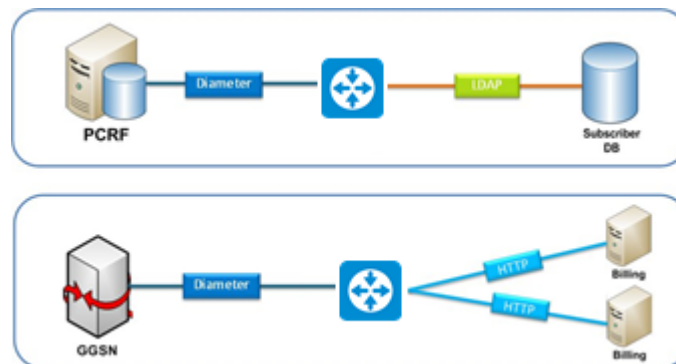 Diameter
LDAP
PCRF
Subscriber
DB
Diameter
HTTP
HTTP
Billing
GGSN
Billing